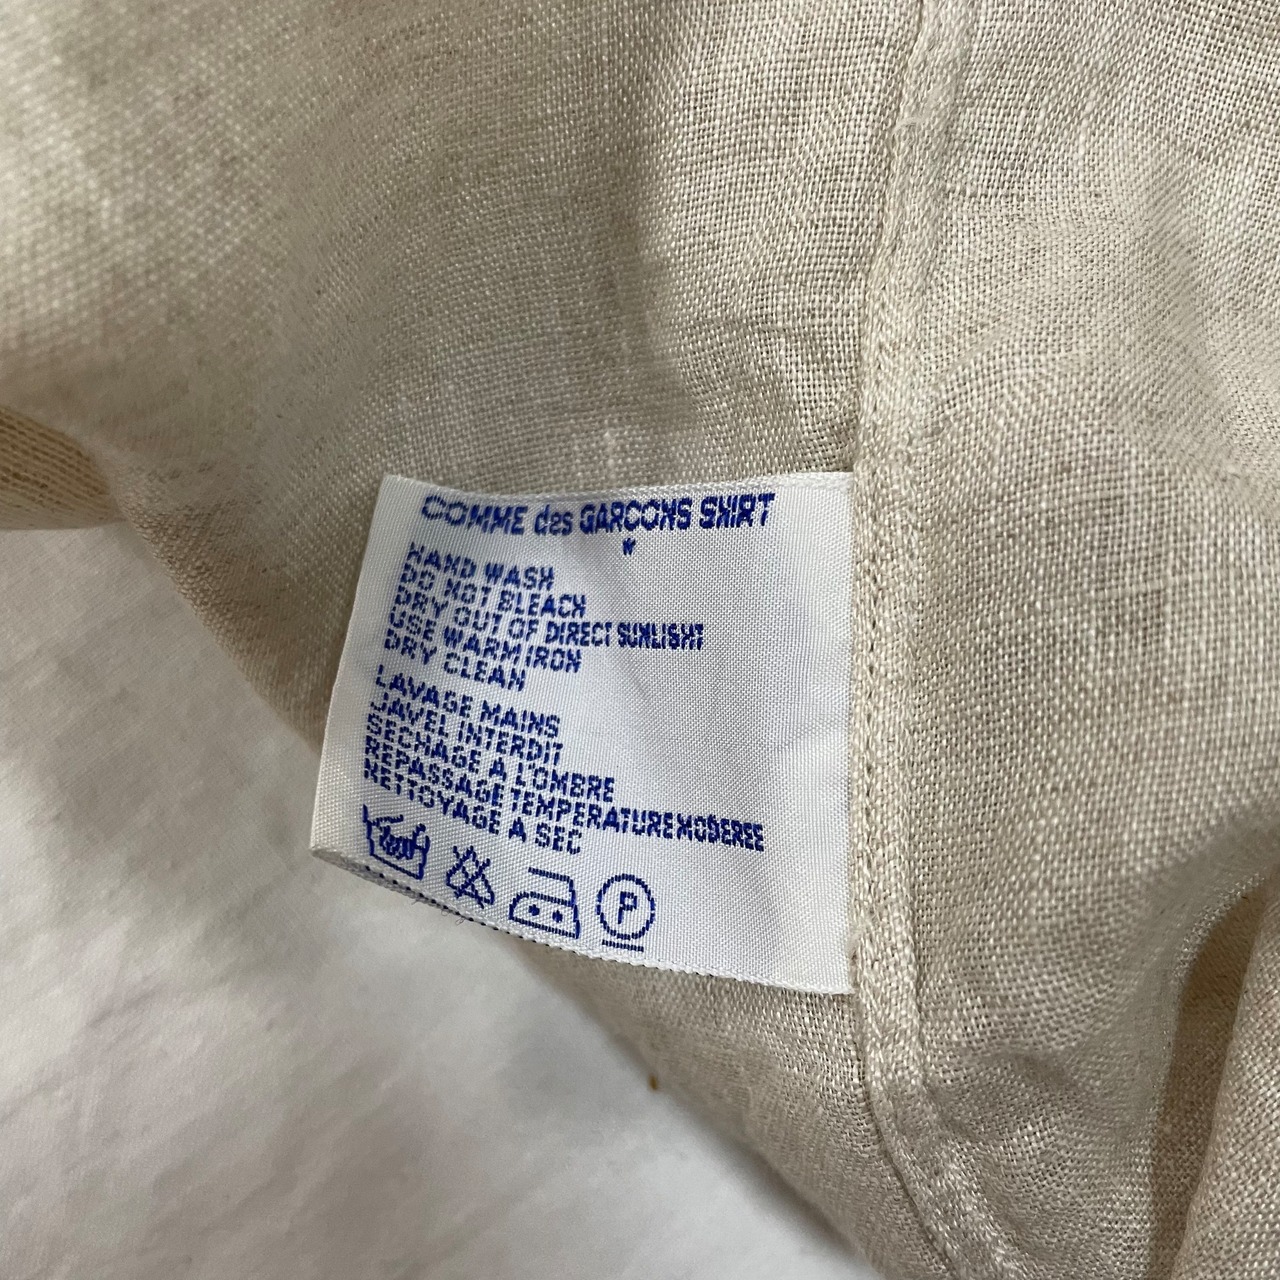 COMME des GARCONS SHIRT
*
HAND WASH
DO NOT BLEACH
DRY OUT OF DIRECT SUNLIGHT
USE WARM IRON
DRY CLEAN
LAVAGE MAINS
JAVEL INTERDIT
SECHAGE A L'OMBRE
REPASSAGE TEMPERATURE MODEREE
NETTOYAGE A SEC
P